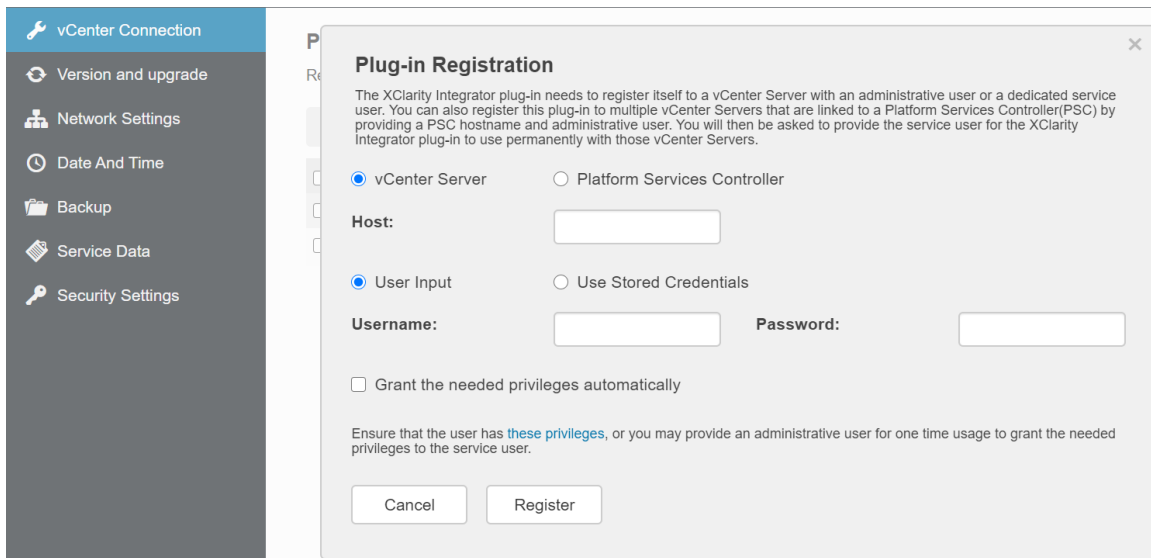 vCenter Connection
Version and upgrade
Network Settings
Date And Time
Backup
Service Data
Security Settings
P
Re
×
Plug-in Registration
The XClarity Integrator plug-in needs to register itself to a vCenter Server with an administrative user or a dedicated service
user. You can also register this plug-in to multiple vCenter Servers that are linked to a Platform Services Controller(PSC) by
providing a PSC hostname and administrative user. You will then be asked to provide the service user for the XClarity
Integrator plug-in to use permanently with those vCenter Servers.
vCenter Server Platform Services Controller
Host:
User Input Use Stored Credentials
Username: Password:
Grant the needed privileges automatically
Ensure that the user has these privileges, or you may provide an administrative user for one time usage to grant the needed
privileges to the service user.
Cancel Register